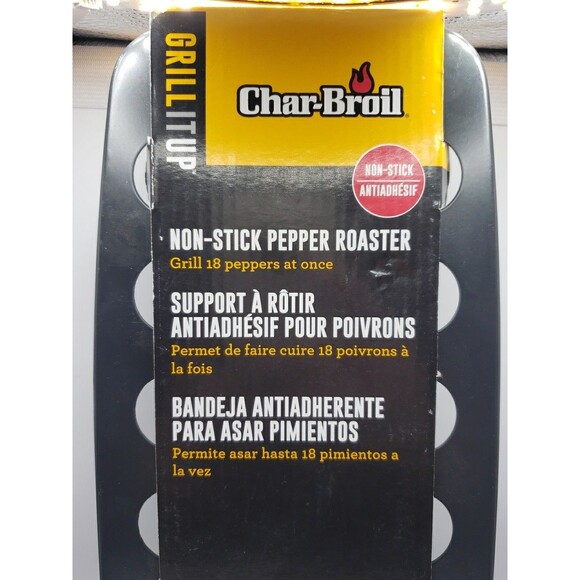 GRILL IT UP
Char-Broil
NON-STICK
ANTIADHÉSIF
NON-STICK PEPPER ROASTER
Grill 18 peppers at once
SUPPORT À RÔTIR
ANTIADHÉSIF POUR POIVRONS
Permet de faire cuire 18 poivrons à
la fois
BANDEJA ANTIADHERENTE
PARA ASAR PIMIENTOS
Permite asar hasta 18 pimientos a
la vez